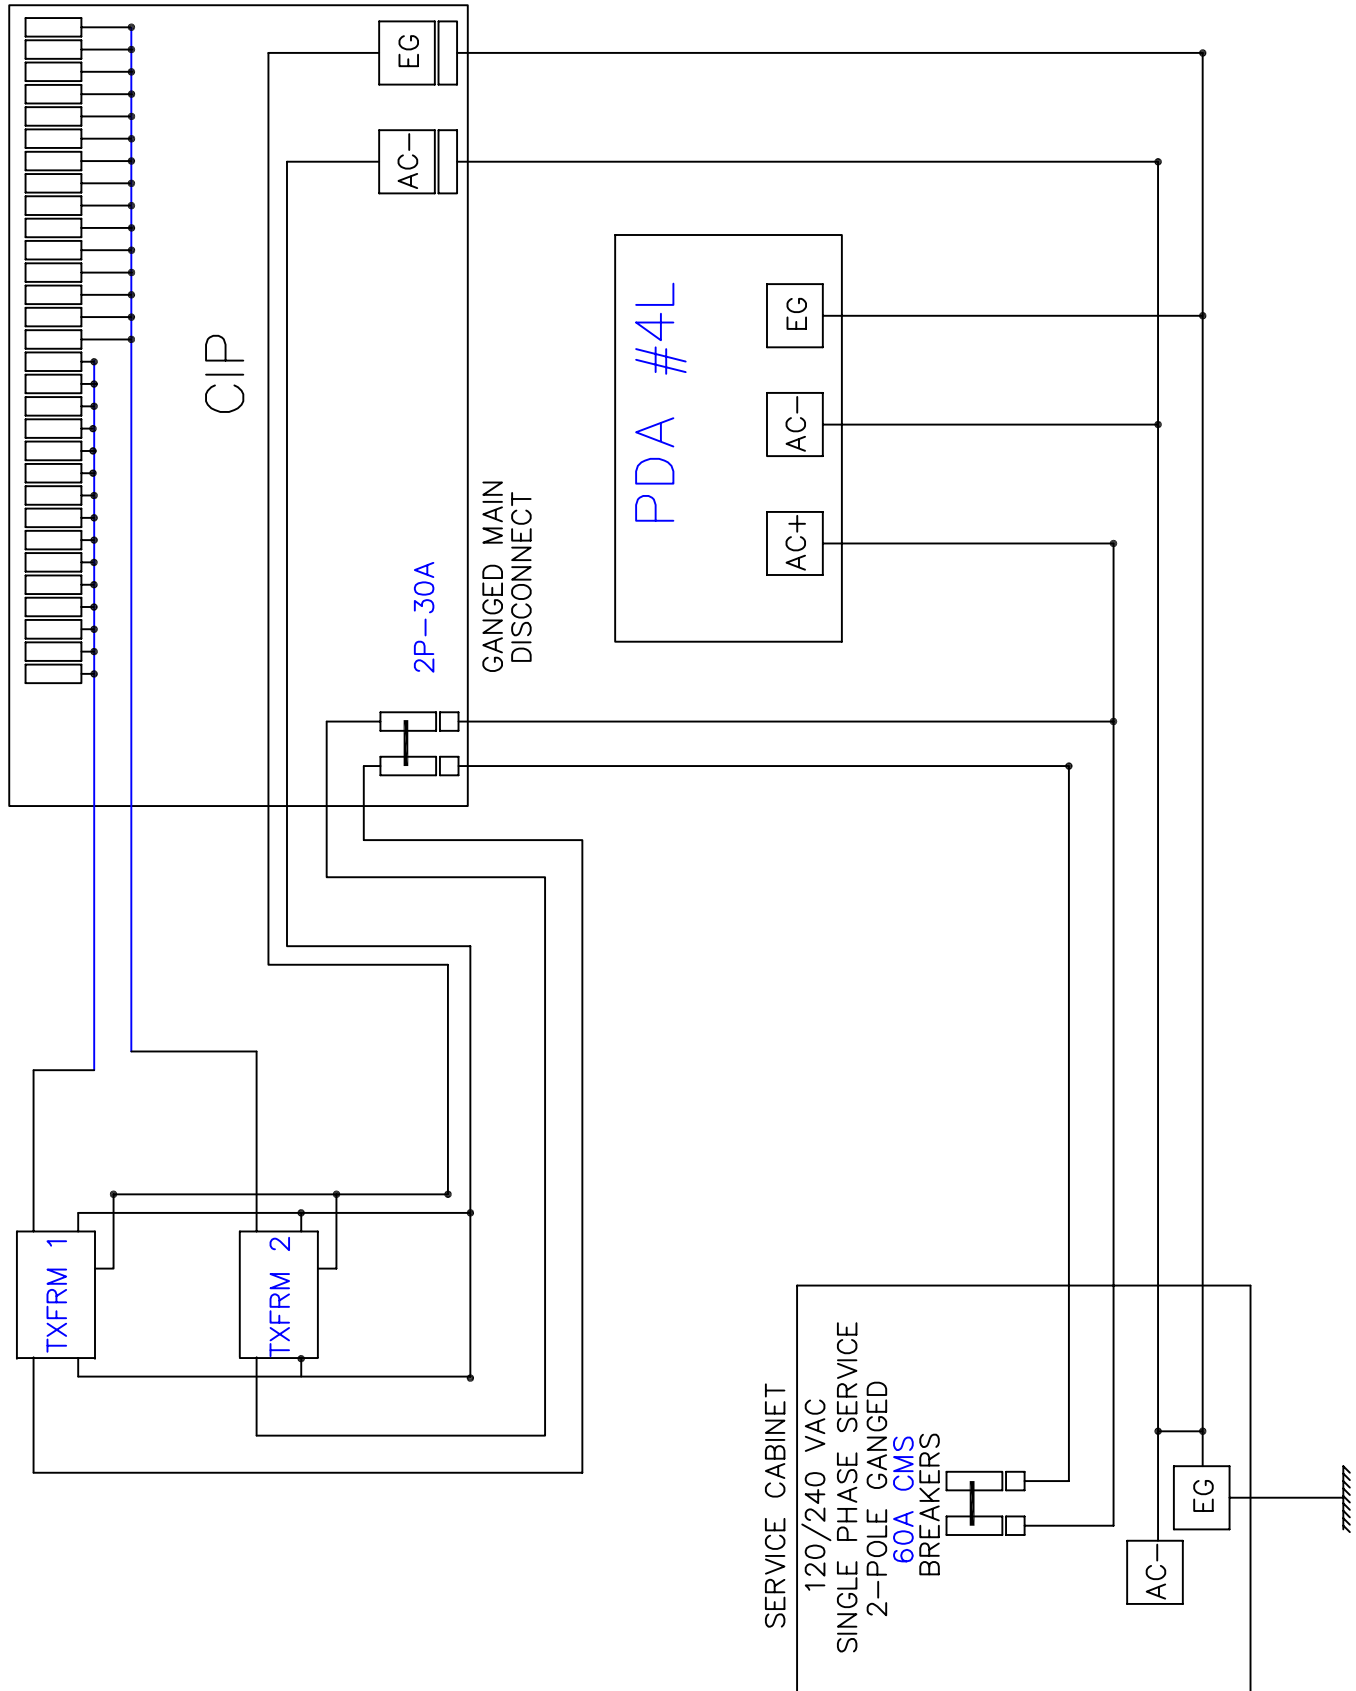 EG
AC-
CIP
PDA #4L
EG
AC-
AC+
2P-30A
GANGED MAIN
DISCONNECT
TXFRM 1
TXFRM 2
SERVICE CABINET
120/240 VAC
SINGLE PHASE SERVICE
2-POLE GANGED
60A CMS
BREAKERS
EG
AC-